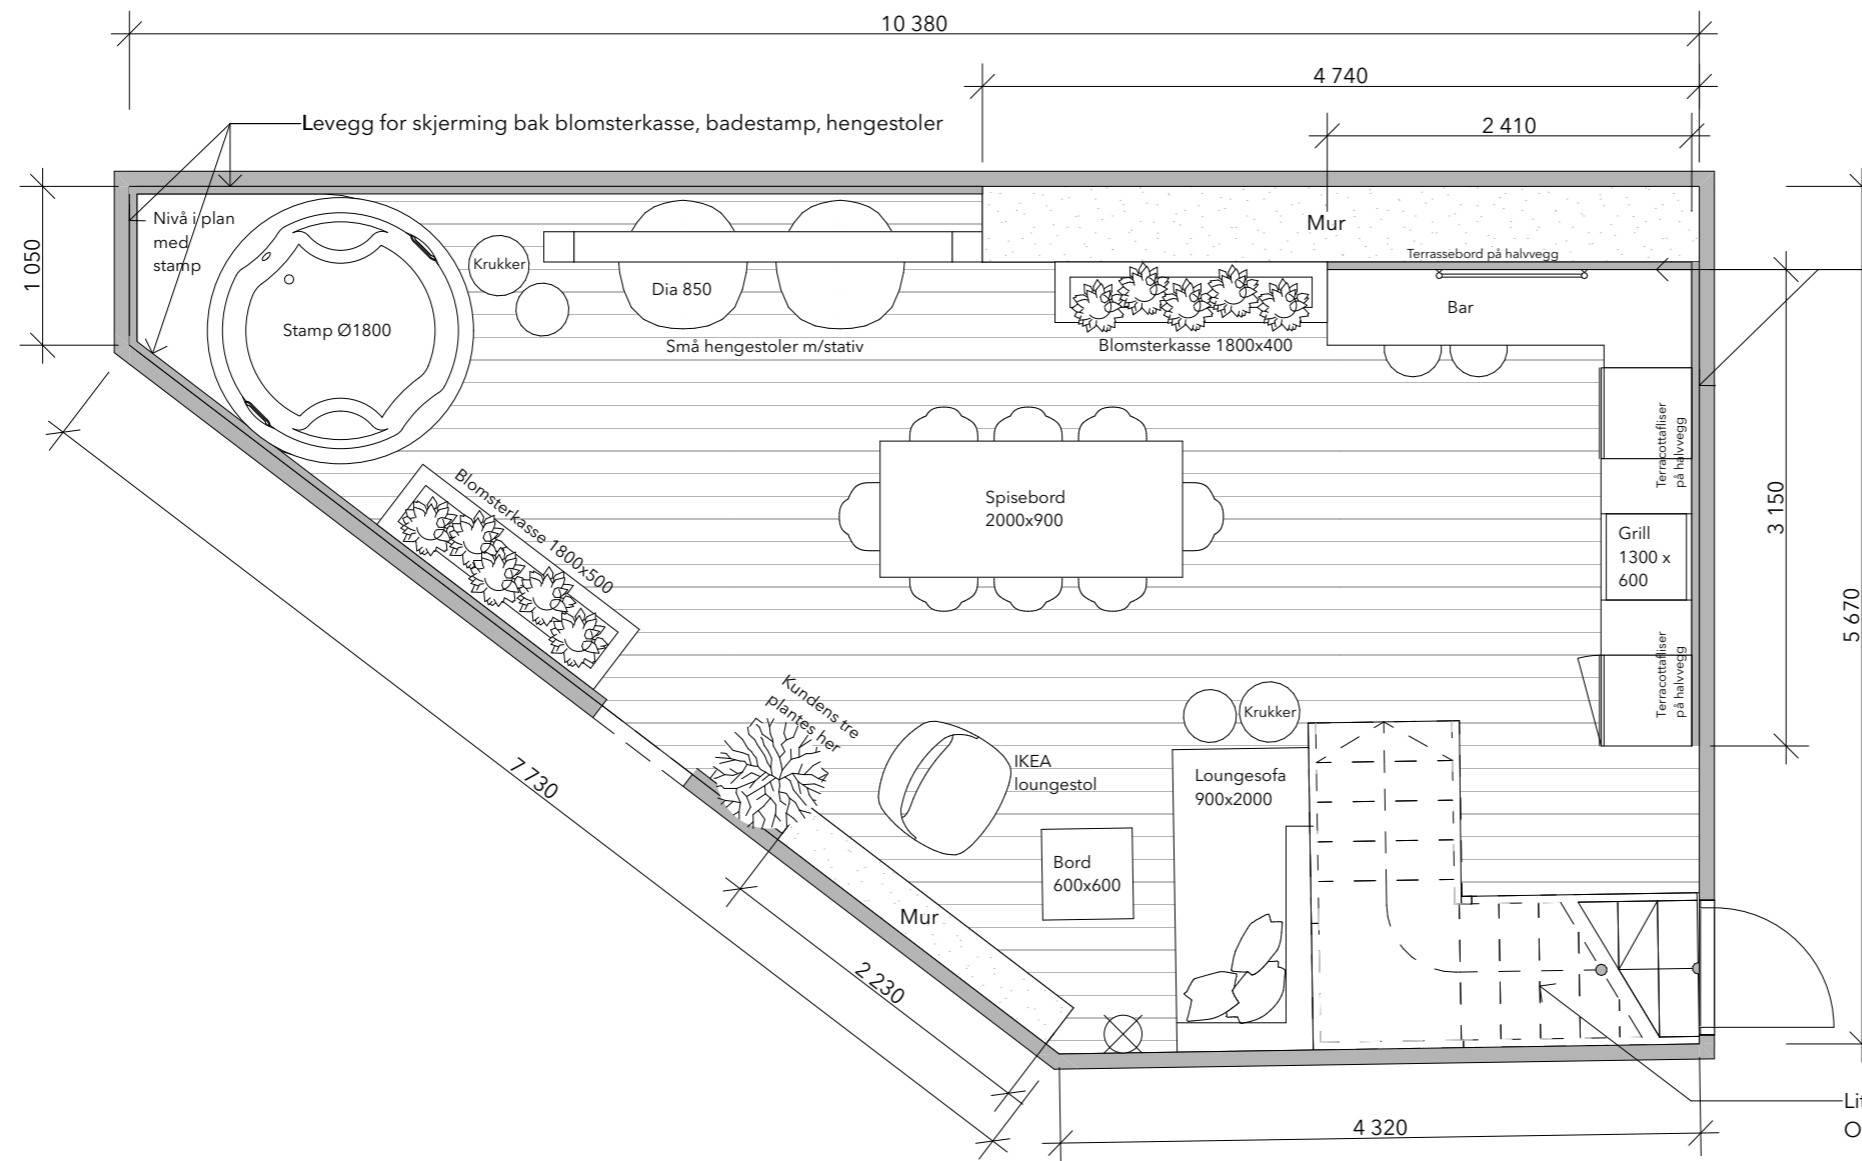 10 380
4 740
Levegg for skjerming bak blomsterkasse, badestamp, hengestoler
2 410
1 050
Nivå i plan
med
stamp
Krukker
Mur
Terrassebord på halvvegg
Dia 850
Bar
Stamp Ø1800
Små hengestoler m/stativ
Blomsterkasse 1800x400
Terracottafliser
på halvvegg
3 150
5 670
Blomsterkasse 1800x500
Spisebord
2000x900
Grill
1300 x
600
Terracottafliser
på halvvegg
Kundens tre
plantes her
Krukker
7 730
IKEA
loungestol
Loungesofa
900x2000
Bord
600x600
Mur
2 230
4 320
Lit
O